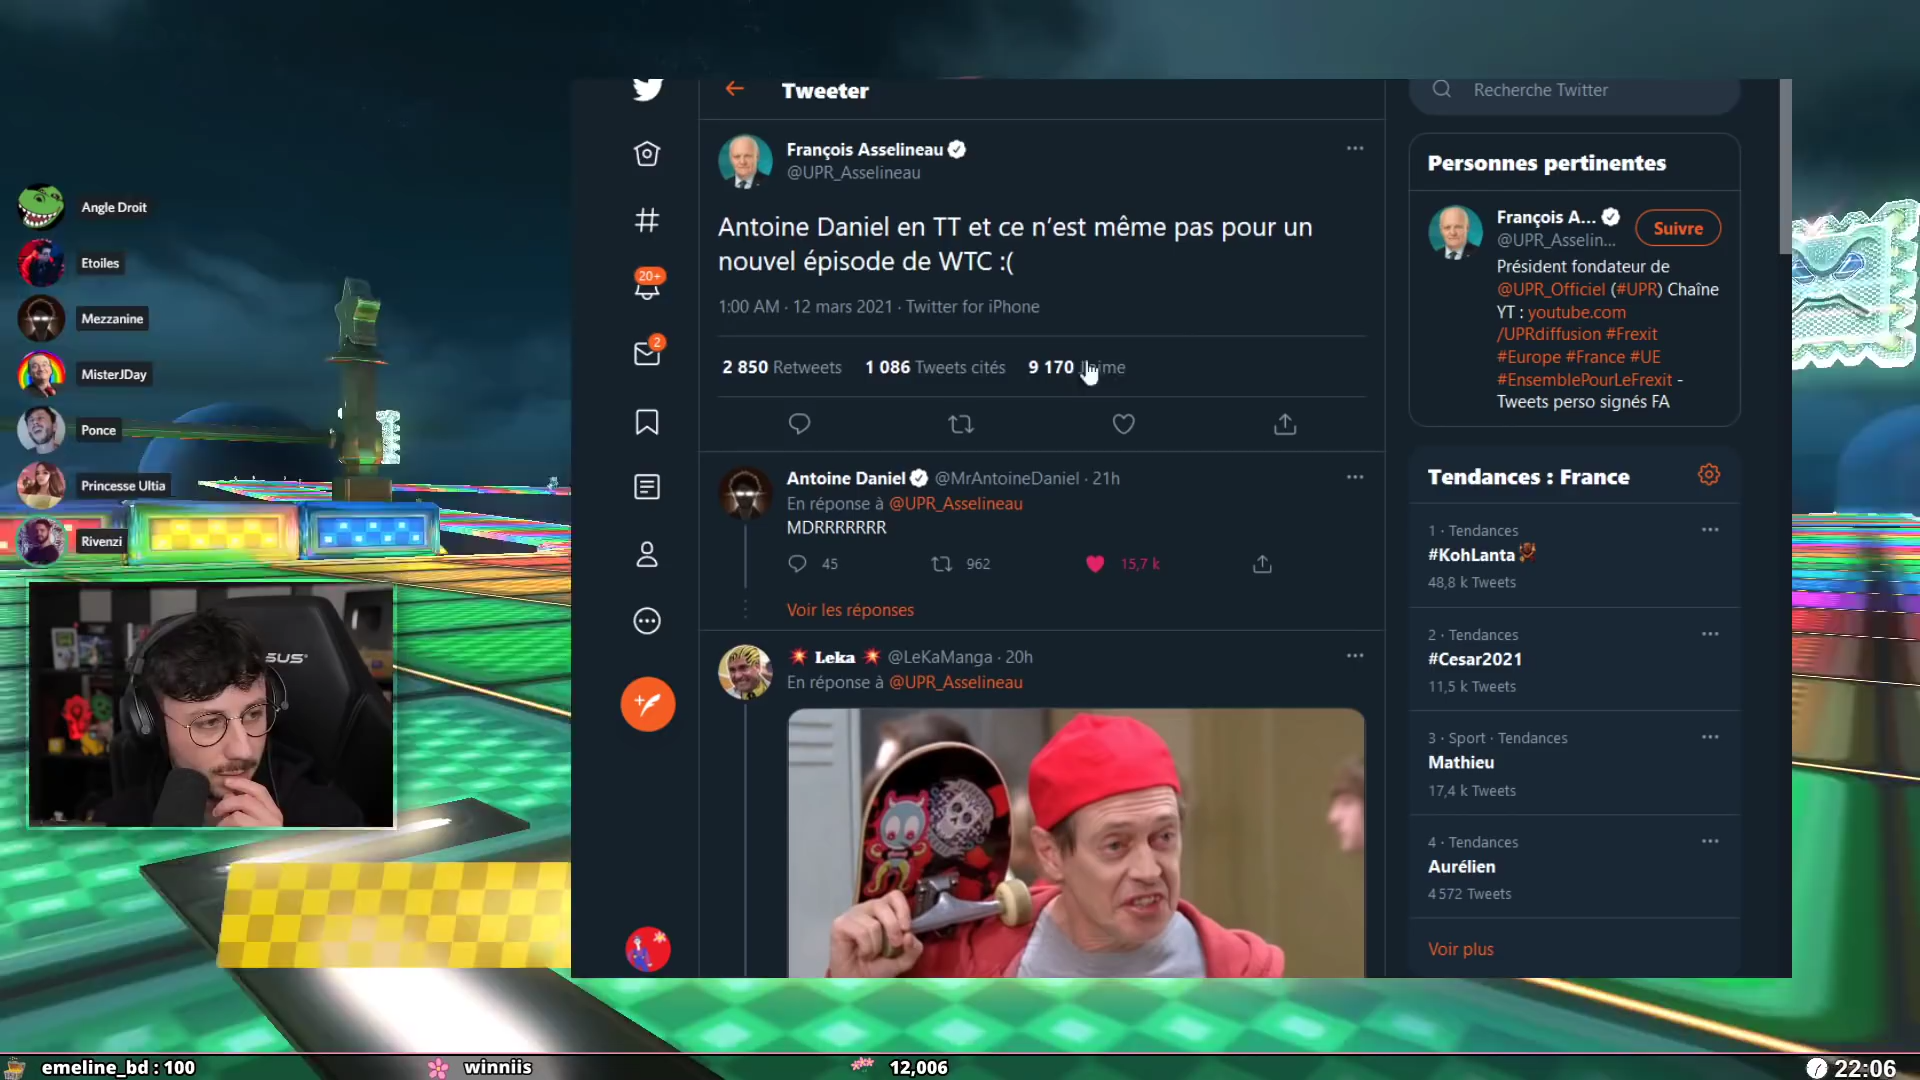 Tweeter
François Asselineau
@UPR_Asselineau
Antoine Daniel en TT et ce n’est même pas pour un
nouvel épisode de WTC :(
1:00 AM · 12 mars 2021 · Twitter for iPhone
2 850 Retweets 1 086 Tweets cités 9 170 J'aime
Antoine Daniel @MrAntoineDaniel · 21h
En réponse à @UPR_Asselineau
MDRRRRRRR
45 962 15,7 k
Voir les réponses
Leka @LeKaManga · 20h
En réponse à @UPR_Asselineau
20+
2
Recherche Twitter
Personnes pertinentes
François A...
@UPR_Asselin...
Suivre
Président fondateur de
@UPR_Officiel (#UPR) Chaîne
YT : youtube.com
/UPRdiffusion #Frexit
#Europe #France #UE
#EnsemblePourLeFrexit -
Tweets perso signés FA
Tendances : France
1 · Tendances
#KohLanta
48,8 k Tweets
2 · Tendances
#Cesar2021
11,5 k Tweets
3 · Sport · Tendances
Mathieu
17,4 k Tweets
4 · Tendances
Aurélien
4 572 Tweets
Voir plus
Angle Droit
Etoiles
Mezzanine
MisterJDay
Ponce
Princesse Ultia
Rivenzi
SUS
emeline_bd : 100
winniis
12,006
22:06